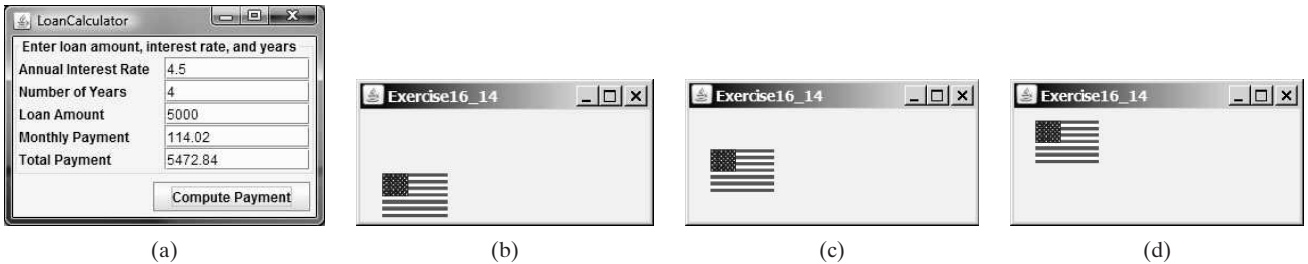 LoanCalculator
Enter loan amount, interest rate, and years
Annual Interest Rate 4.5
Number of Years 4
Loan Amount 5000
Monthly Payment 114.02
Total Payment 5472.84
Compute Payment
(a)
Exercise16_14
(b)
Exercise16_14
(c)
Exercise16_14
(d)